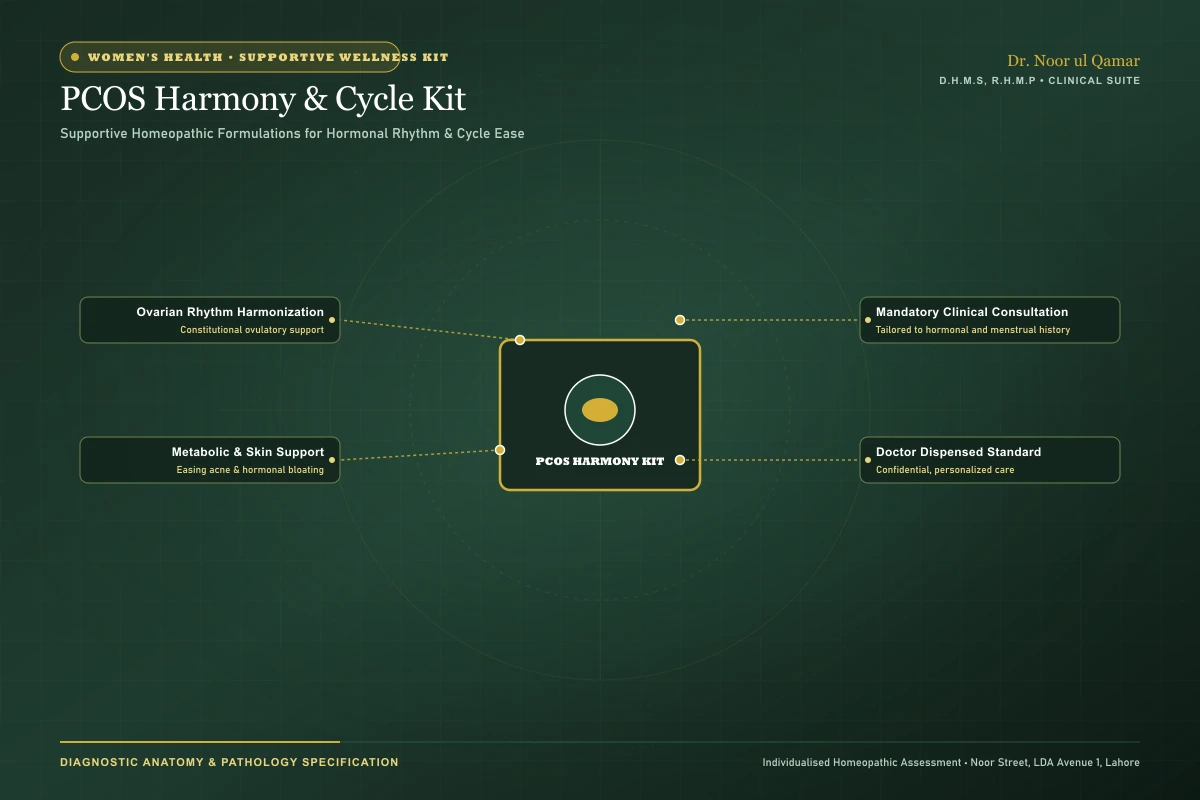 WOMEN'S HEALTH • SUPPORTIVE WELLNESS KIT
PCOS Harmony & Cycle Kit
Supportive Homeopathic Formulations for Hormonal Rhythm & Cycle Ease
Dr. Noor ul Qamar
D.H.M.S, R.H.M.P • CLINICAL SUITE
Ovarian Rhythm Harmonization
Constitutional ovulatory support
Mandatory Clinical Consultation
Tailored to hormonal and menstrual history
Metabolic & Skin Support
Easing acne & hormonal bloating
PCOS HARMONY KIT
Doctor Dispensed Standard
Confidential, personalized care
DIAGNOSTIC ANATOMY & PATHOLOGY SPECIFICATION
Individualised Homeopathic Assessment • Noor Street, LDA Avenue 1, Lahore